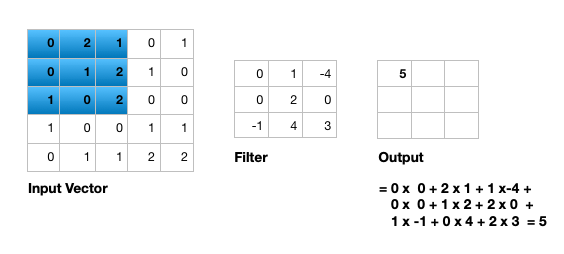 0 2 1 0 1
0 1 2 1 0
1 0 2 0 0
1 0 0 1 1
0 1 1 2 2
Input Vector
0 1 -4
0 2 0
-1 4 3
Filter
5
Output
= 0 x 0 + 2 x 1 + 1 x-4 +
0 x 0 + 1 x 2 + 2 x 0 +
1 x -1 + 0 x 4 + 2 x 3 = 5